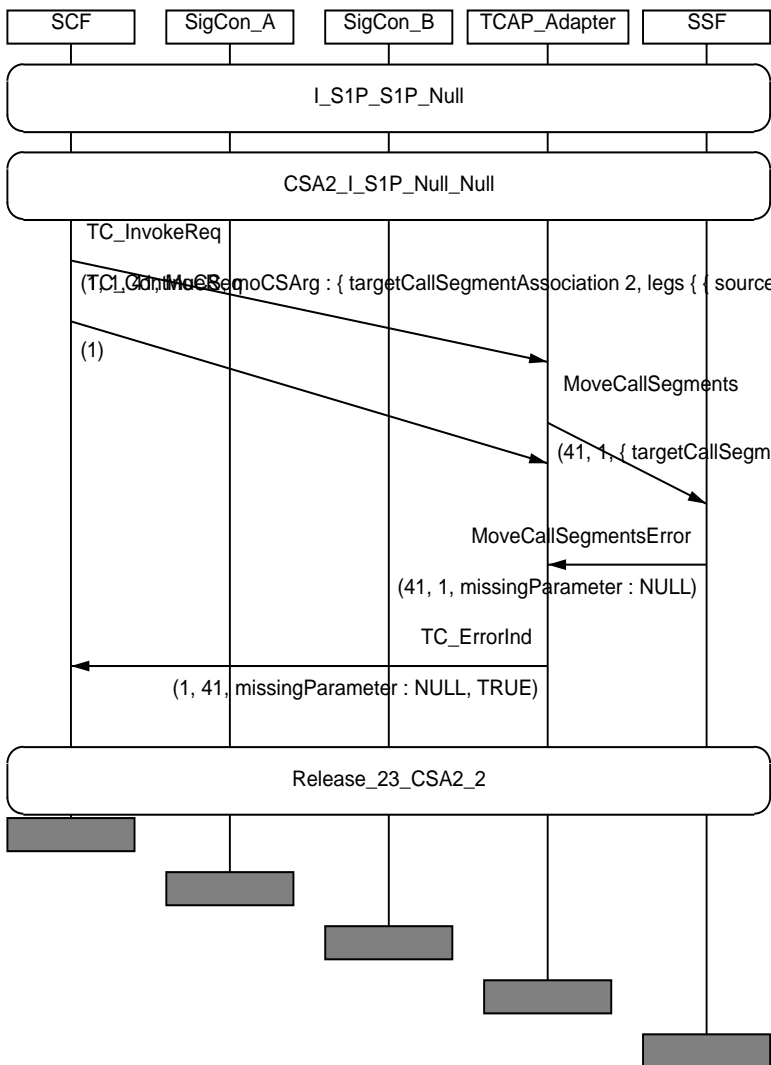 SCF SigCon_A SigCon_B TCAP_Adapter SSF
I_S1P_S1P_Null
CSA2_I_S1P_Null_Null
TC_InvokeReq
TC_ContinueReq
targetCallSegmentAssociation 2, legs { { source
(1)
MoveCallSegments
(41, 1, { targetCallSegm
MoveCallSegmentsError
(41, 1, missingParameter : NULL)
TC_ErrorInd
(1, 41, missingParameter : NULL, TRUE)
Release_23_CSA2_2